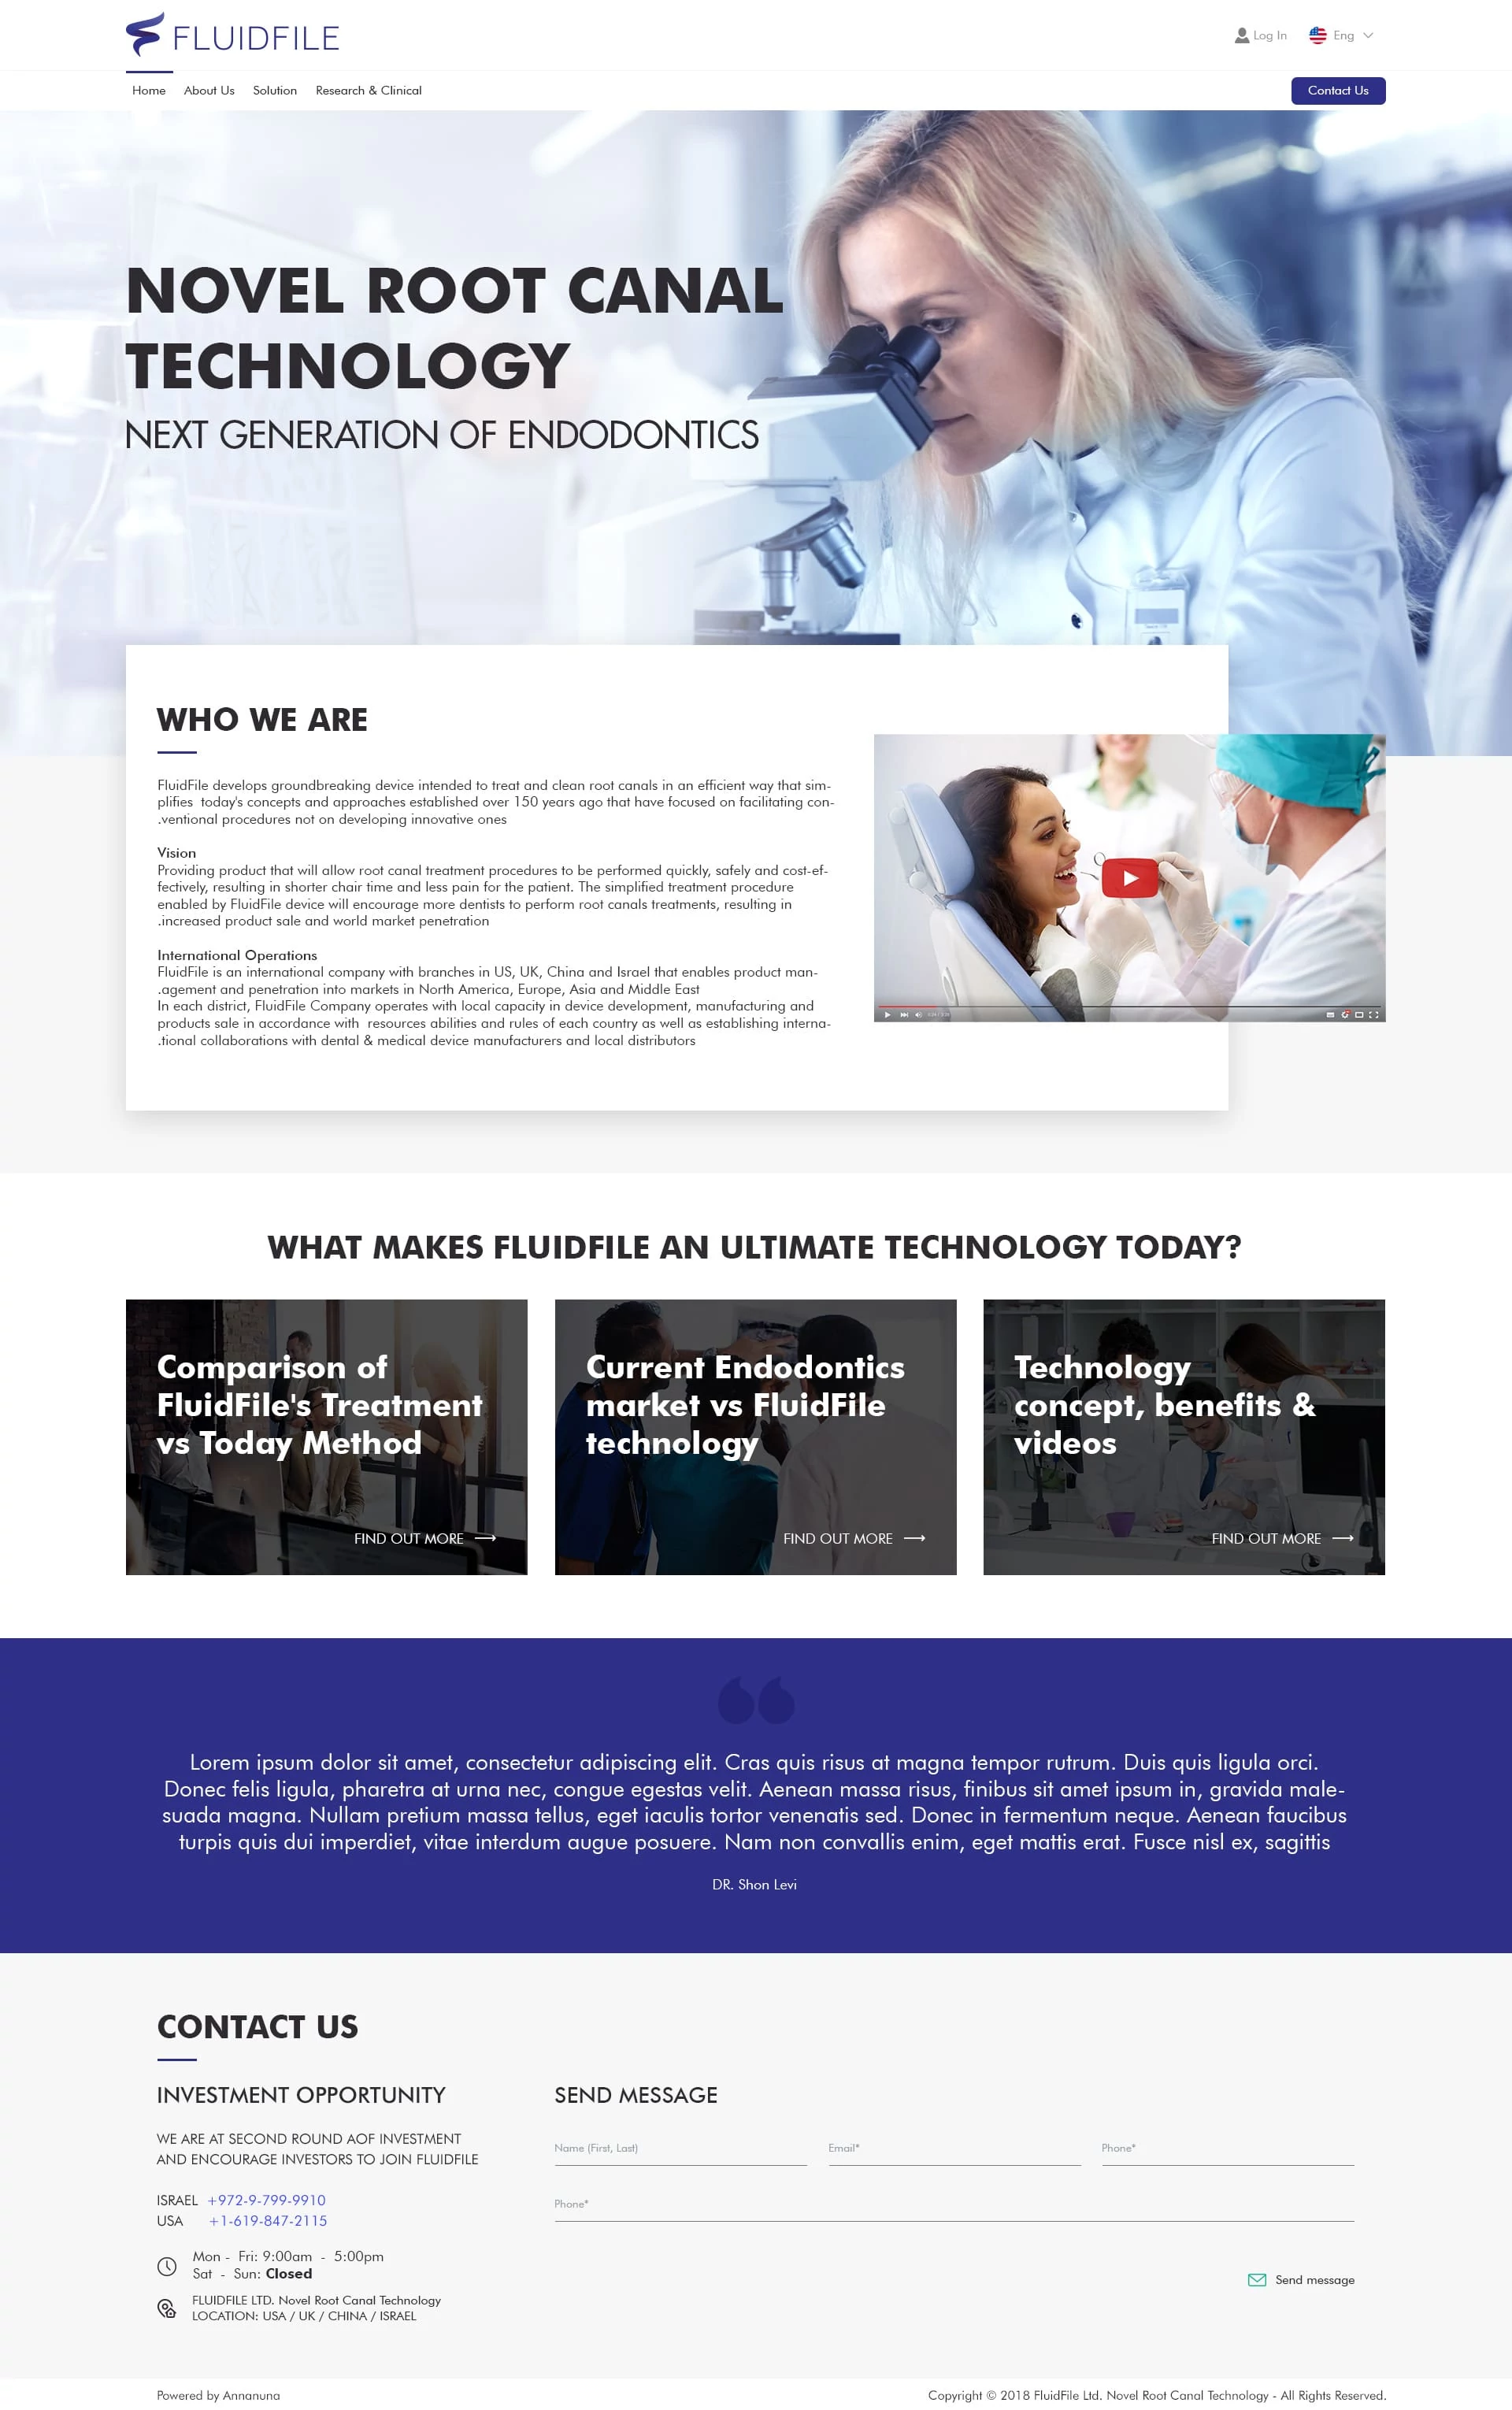 FLUIDFILE
Log In
Eng
Home
About Us
Solution
Research & Clinical
Contact Us
NOVEL ROOT CANAL
TECHNOLOGY
NEXT GENERATION OF ENDODONTICS
WHO WE ARE
FluidFile develops groundbreaking device intended to treat and clean root canals in an efficient way that sim-
plifies  today's concepts and approaches established over 150 years ago that have focused on facilitating con-
.ventional procedures not on developing innovative ones
Vision
Providing product that will allow root canal treatment procedures to be performed quickly, safely and cost-ef-
fectively, resulting in shorter chair time and less pain for the patient. The simplified treatment procedure
enabled by FluidFile device will encourage more dentists to perform root canals treatments, resulting in
.increased product sale and world market penetration
International Operations
FluidFile is an international company with branches in US, UK, China and Israel that enables product man-
.agement and penetration into markets in North America, Europe, Asia and Middle East
In each district, FluidFile Company operates with local capacity in device development, manufacturing and
products sale in accordance with  resources abilities and rules of each country as well as establishing interna-
.tional collaborations with dental & medical device manufacturers and local distributors
WHAT MAKES FLUIDFILE AN ULTIMATE TECHNOLOGY TODAY?
Comparison of
FluidFile's Treatment
vs Today Method
FIND OUT MORE
Current Endodontics
market vs FluidFile
technology
FIND OUT MORE
Technology
concept, benefits &
videos
FIND OUT MORE
Lorem ipsum dolor sit amet, consectetur adipiscing elit. Cras quis risus at magna tempor rutrum. Duis quis ligula orci.
Donec felis ligula, pharetra at urna nec, congue egestas velit. Aenean massa risus, finibus sit amet ipsum in, gravida male-
suada magna. Nullam pretium massa tellus, eget iaculis tortor venenatis sed. Donec in fermentum neque. Aenean faucibus
turpis quis dui imperdiet, vitae interdum augue posuere. Nam non convallis enim, eget mattis erat. Fusce nisl ex, sagittis
DR. Shon Levi
CONTACT US
INVESTMENT OPPORTUNITY
WE ARE AT SECOND ROUND AOF INVESTMENT
AND ENCOURAGE INVESTORS TO JOIN FLUIDFILE
ISRAEL +972-9-799-9910
USA +1-619-847-2115
Mon -  Fri: 9:00am  -  5:00pm
Sat  -  Sun: Closed
FLUIDFILE LTD. Novel Root Canal Technology
LOCATION: USA / UK / CHINA / ISRAEL
SEND MESSAGE
Name (First, Last)
Email*
Phone*
Phone*
Send message
Powered by Annanuna
Copyright © 2018 FluidFile Ltd. Novel Root Canal Technology - All Rights Reserved.